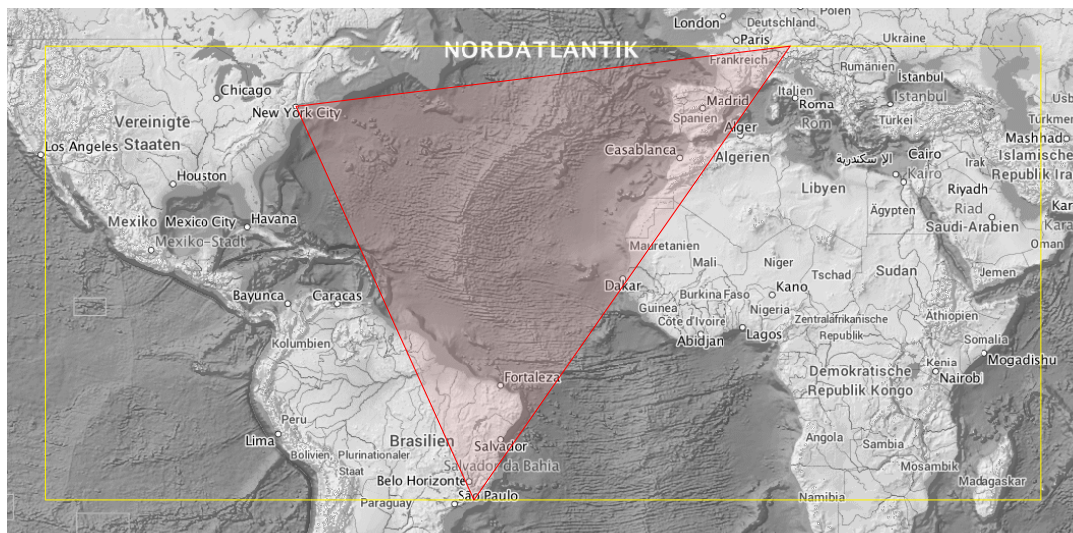 Polen
London
Deutschland
Paris
Ukraine
NORDATLANTIK
Frankreich
Rumänien
Istanbul
Istanbul
Chicago
Italien
Roma
Rom
Madrid
Spanien
Türkei
Usb
Türkmen
New York City
Vereinigte
Staaten
Alger
Algerien
Mashhad
Los Angeles
Casablanca
الإسكندرية
Cairo
Kairo
Irak
Islamische
Republik Iran
Houston
Libyen
Riyadh
Riad
Saudi-Arabien
Kar
Kara
Mexiko
Mexico City
Mexiko-Stadt
Havana
Ägypten
Oman
Mauretanien
Mali
Niger
Tschad
Sudan
Jemen
Dakar
Bayunca
Caracas
Guinea
Burkina Faso
Kano
Nigeria
Côte d'Ivoire
Abidjan
Lagos
Zentralafrikanische
Republik
Äthiopien
Somalia
Kolumbien
Mogadishu
Kenia
Nairobi
Demokratische
Republik Kongo
Fortaleza
Peru
Lima
Brasilien
Salvador
Salvador da Bahia
Bolivien
Plurinationaler
Staat
Angola
Sambia
Belo Horizonte
Mosambik
Madagaskar
São Paulo
Paraguay
Namibia